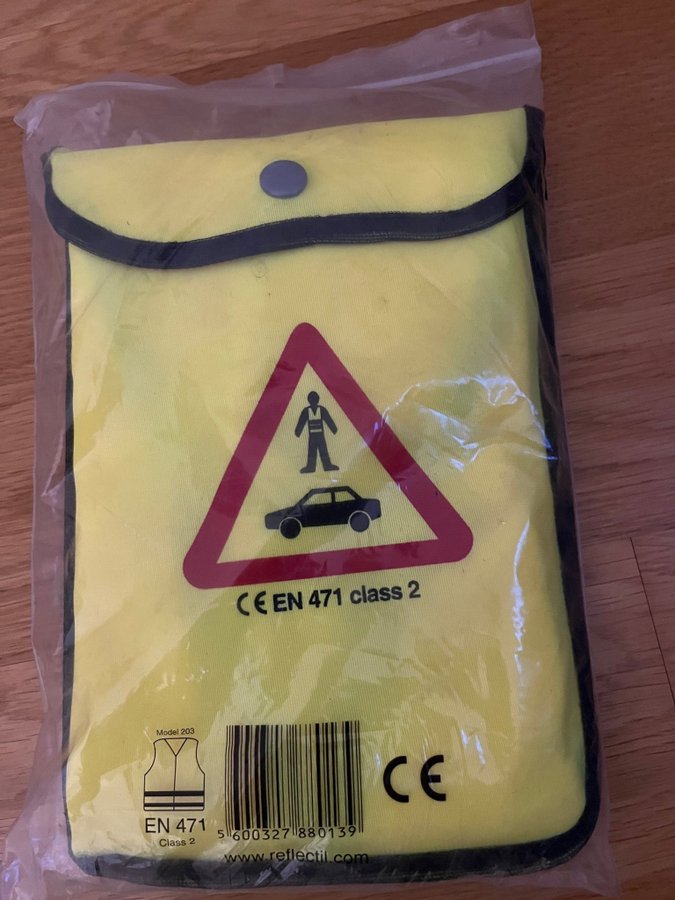 CE EN 471 class 2
Model 203
EN 471
Class 2
5 600327 880139
CE
www.reflectil.com